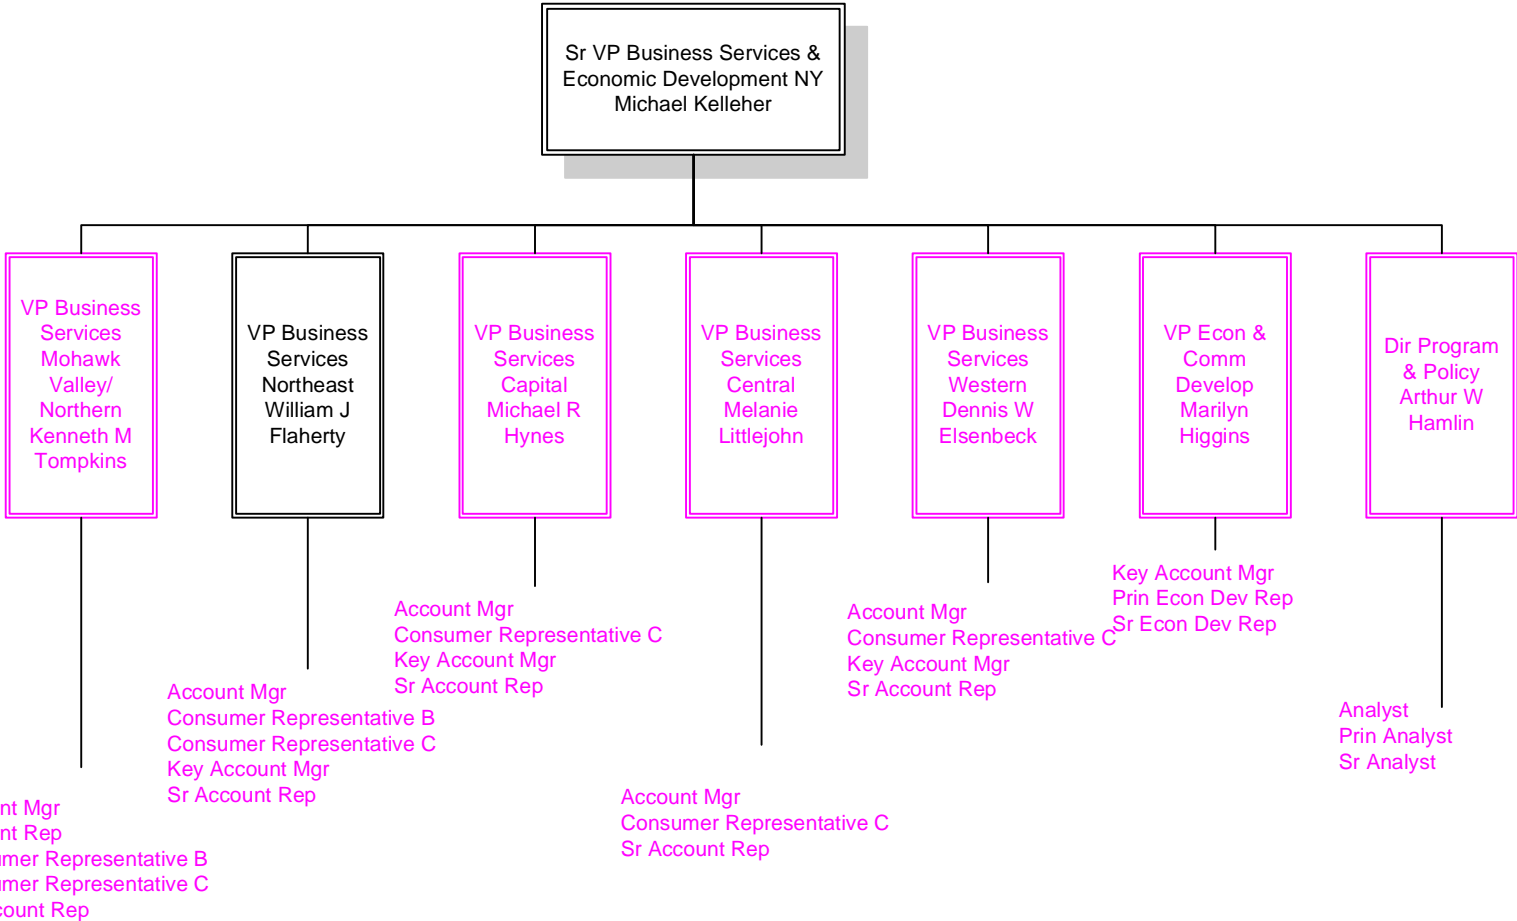 Sr VP Business Services &
Economic Development NY
Michael Kelleher
VP Business
Services
Mohawk
Valley/
Northern
Kenneth M
Tompkins
VP Business
Services
Northeast
William J
Flaherty
VP Business
Services
Capital
Michael R
Hynes
VP Business
Services
Central
Melanie
Littlejohn
VP Business
Services
Western
Dennis W
Elsenbeck
VP Econ &
Comm
Develop
Marilyn
Higgins
Dir Program
& Policy
Arthur W
Hamlin
Mgr
Rep
Representative B
Representative C
Rep
Account Mgr
Consumer Representative B
Consumer Representative C
Key Account Mgr
Sr Account Rep
Account Mgr
Consumer Representative C
Key Account Mgr
Sr Account Rep
Account Mgr
Consumer Representative C
Sr Account Rep
Account Mgr
Consumer Representative C
Key Account Mgr
Sr Account Rep
Key Account Mgr
Prin Econ Dev Rep
Sr Econ Dev Rep
Analyst
Prin Analyst
Sr Analyst